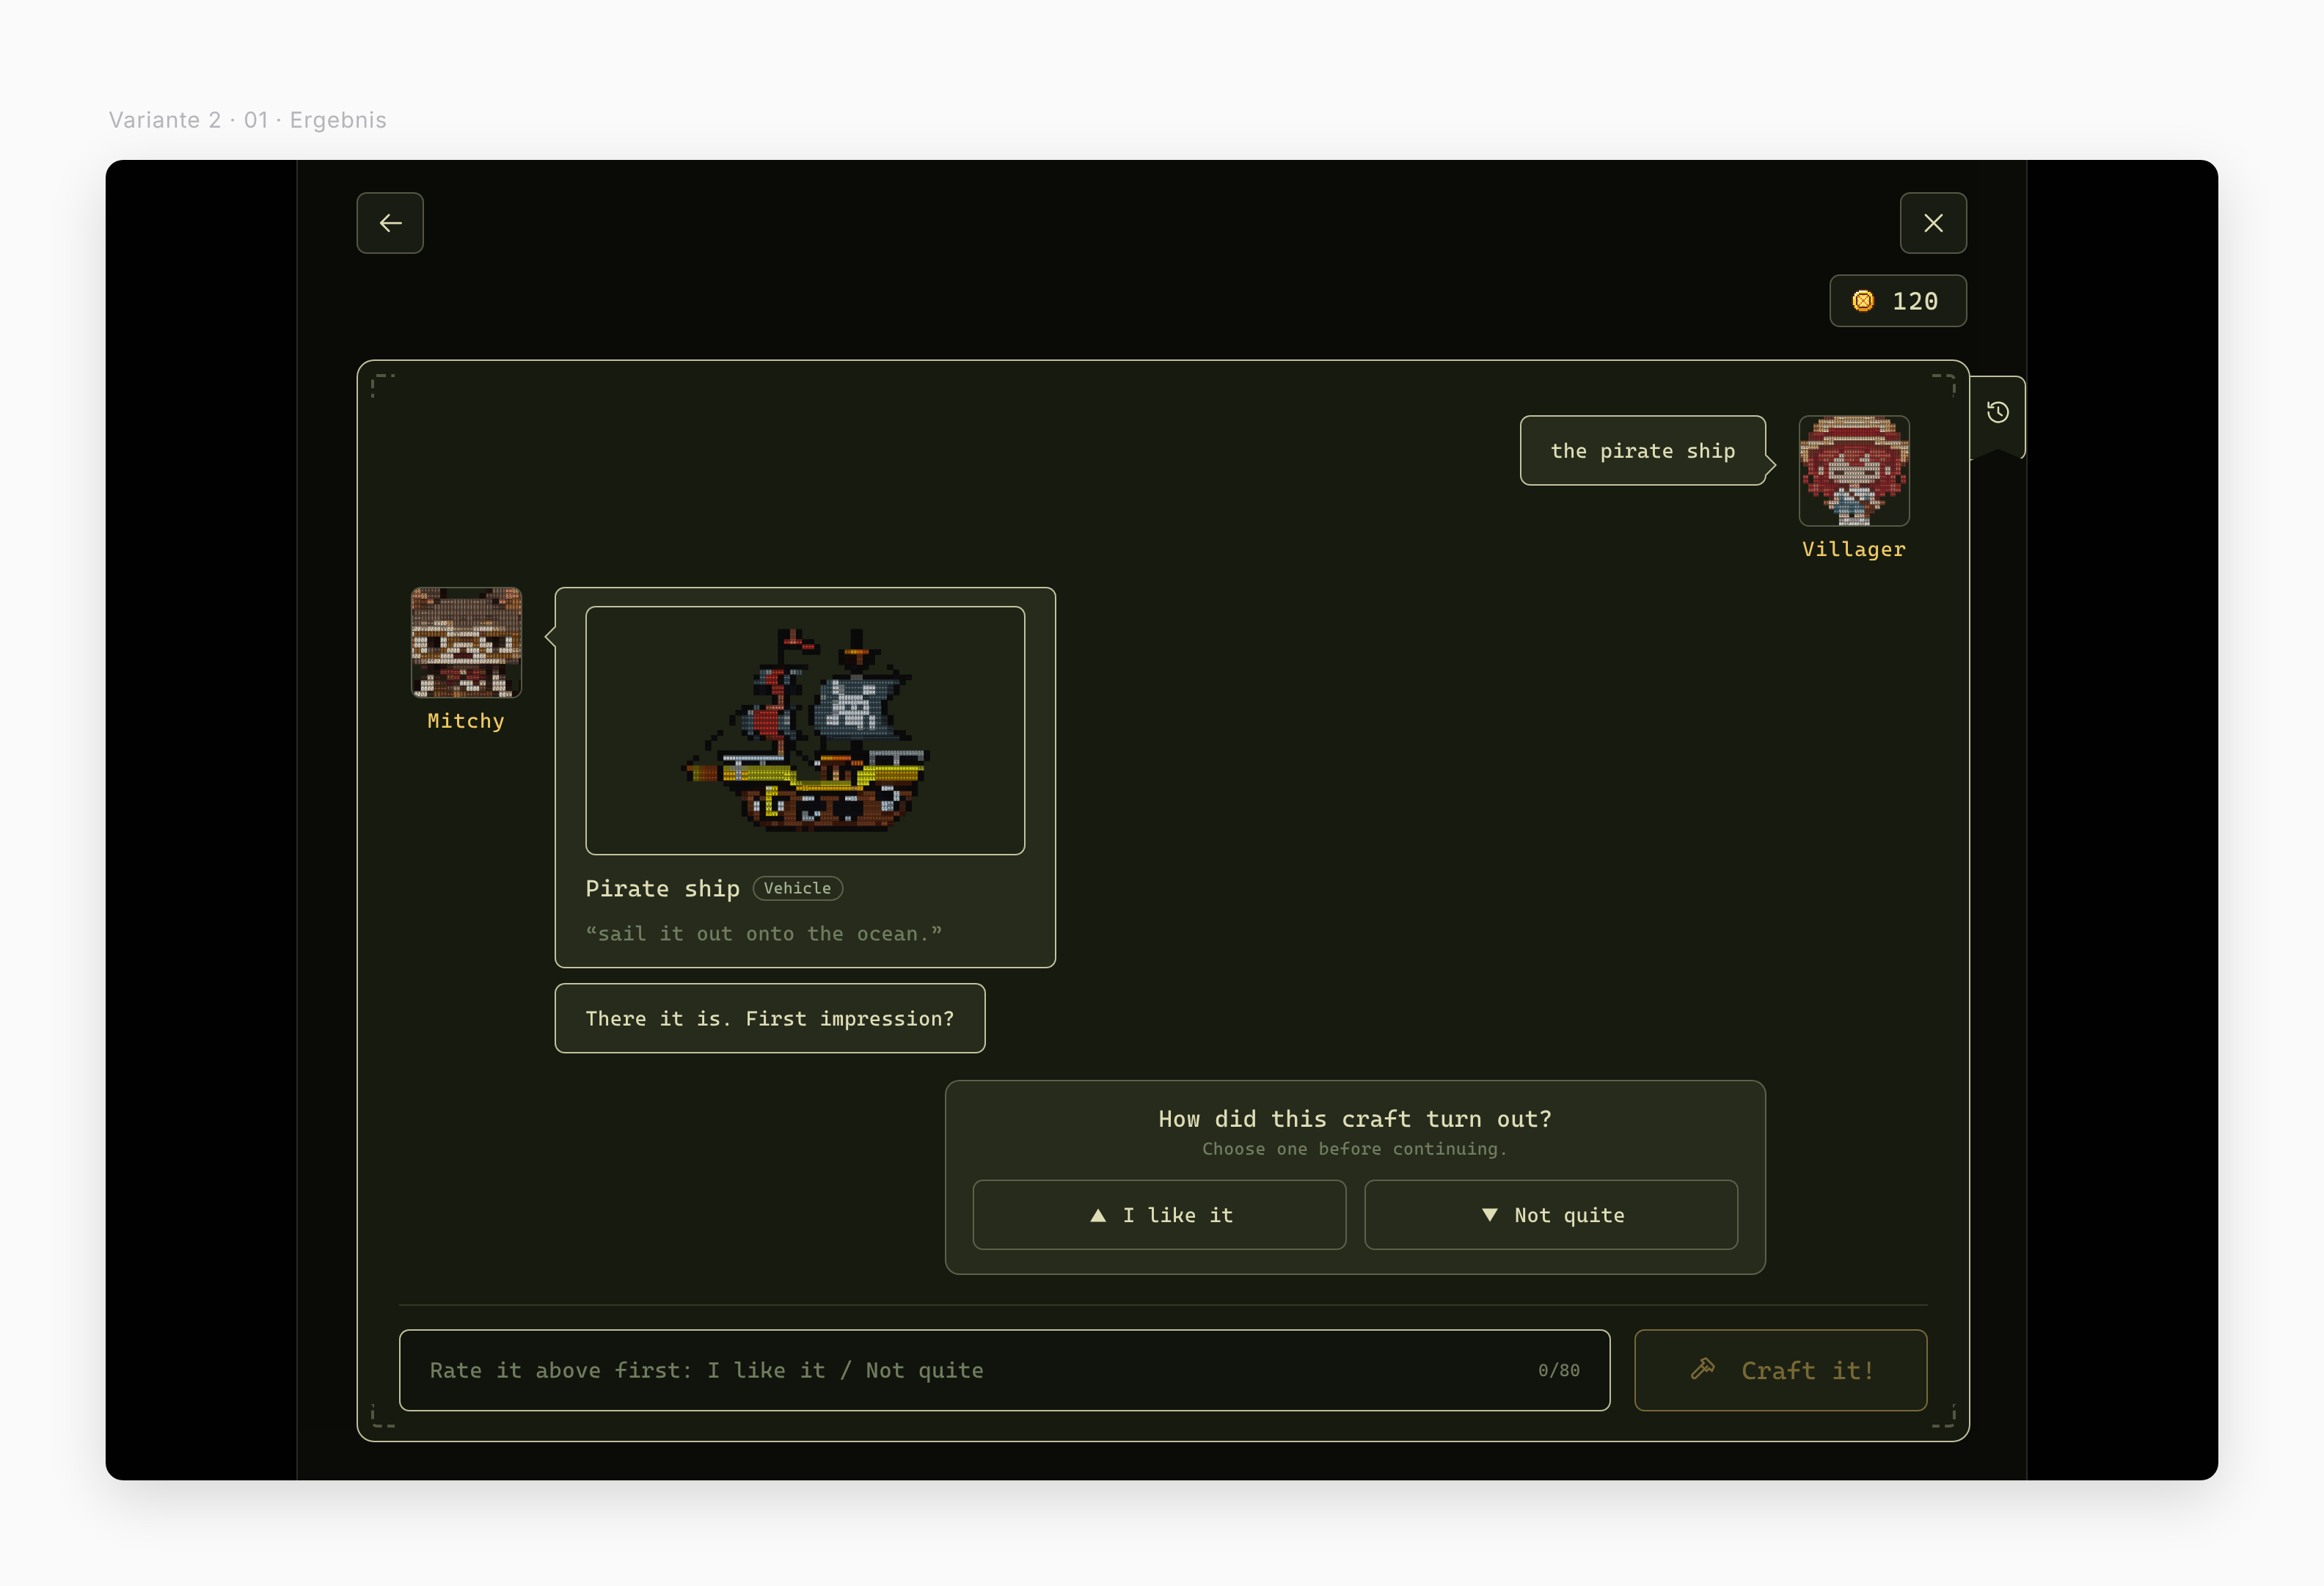 Variante 2 · 01 · Ergebnis
120
the pirate ship
Villager
Mitchy
Pirate ship Vehicle
“sail it out onto the ocean.”
There it is. First impression?
How did this craft turn out?
Choose one before continuing.
▲ I like it ▼ Not quite
Rate it above first: I like it / Not quite 0/80 Craft it!